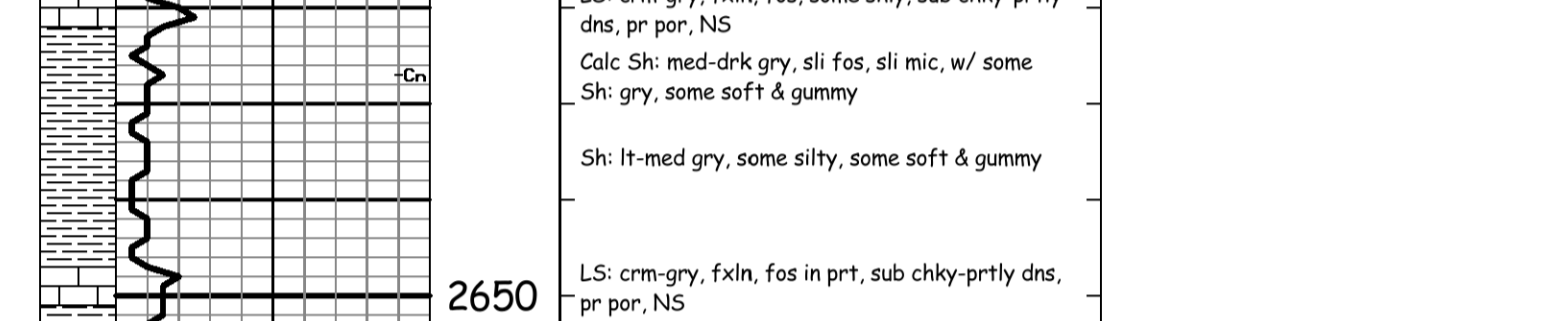 dns, pr por, NS
Calc Sh: med-drk gry, sli fos, sli mic, w/ some
Cn
Sh: gry, some soft & gummy
Sh: lt-med gry, some silty, some soft & gummy
LS: crm-gry, fxln, fos in prt, sub chky-prtly dns,
2650
pr por, NS